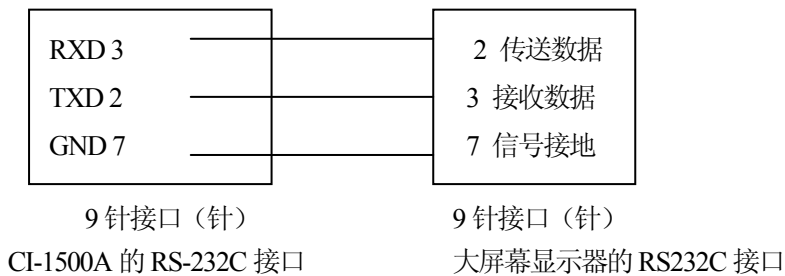 RXD 3 2 传送数据
TXD 2 3 接收数据
GND 7 7 信号接地
9 针接口（针） 9 针接口（针）
CI-1500A 的 RS-232C 接口 大屏幕显示器的 RS232C 接口